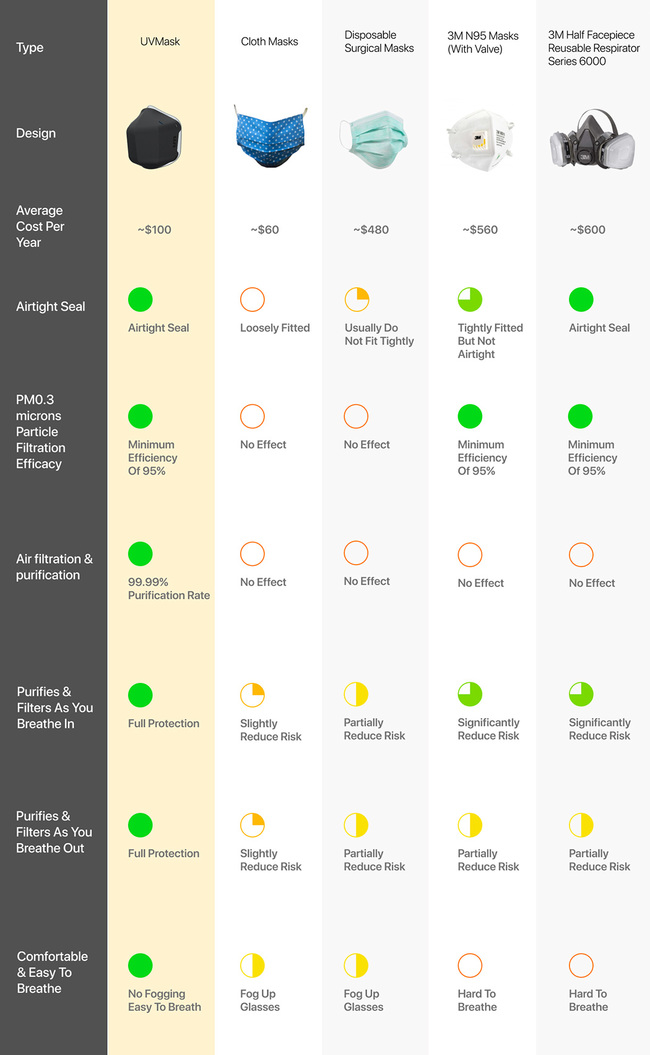 Type
UVMask
Cloth Masks
Disposable
Surgical Masks
3M N95 Masks
(With Valve)
3M Half Facepiece
Reusable Respirator
Series 6000
Design
3M
3M
Average
Cost Per
Year
~$100
~$60
~$480
~$560
~$600
Airtight Seal
Airtight Seal
Loosely Fitted
Usually Do
Not Fit Tightly
Tightly Fitted
But Not
Airtight
Airtight Seal
PM0.3
microns
Particle
Filtration
Efficacy
Minimum
Efficiency
Of 95%
No Effect
No Effect
Minimum
Efficiency
Of 95%
Minimum
Efficiency
Of 95%
Air filtration &
purification
99.99%
Purification Rate
No Effect
No Effect
No Effect
No Effect
Purifies &
Filters As You
Breathe In
Full Protection
Slightly
Reduce Risk
Partially
Reduce Risk
Significantly
Reduce Risk
Significantly
Reduce Risk
Purifies &
Filters As You
Breathe Out
Full Protection
Slightly
Reduce Risk
Partially
Reduce Risk
Partially
Reduce Risk
Partially
Reduce Risk
Comfortable
& Easy To
Breathe
No Fogging
Easy To Breath
Fog Up
Glasses
Fog Up
Glasses
Hard To
Breathe
Hard To
Breathe